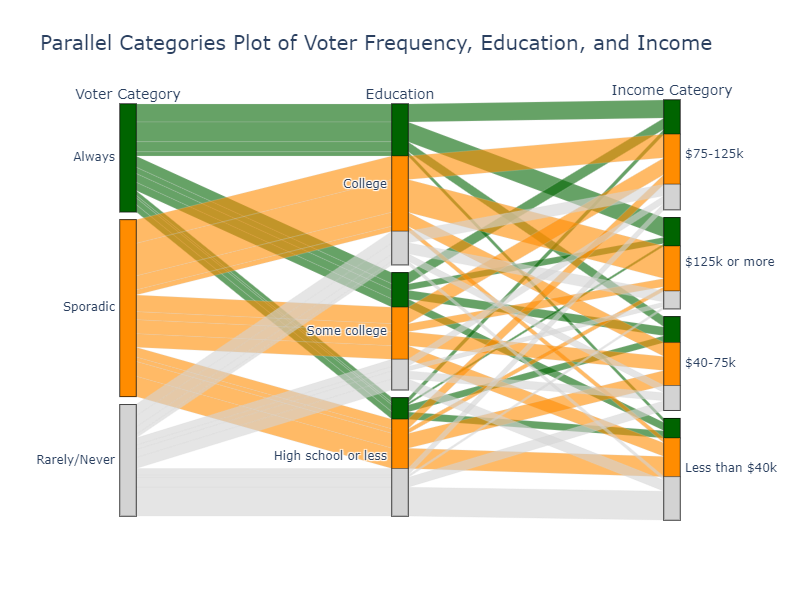 Parallel Categories Plot of Voter Frequency, Education, and Income
Voter Category
Education
Income Category
Always
Sporadic
Rarely/Never
College
Some college
High school or less
$75-125k
$125k or more
$40-75k
Less than $40k